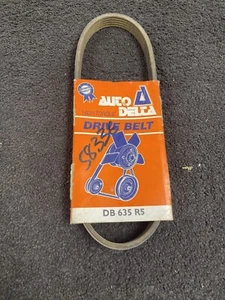 AUTO
DELTA
DRIVE BELT
DB 635 R5